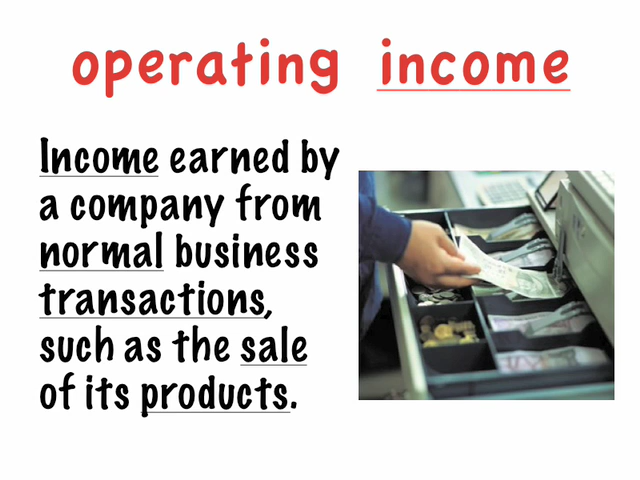 operating income
Income earned by
a company from
normal business
transactions,
such as the sale
of its products.